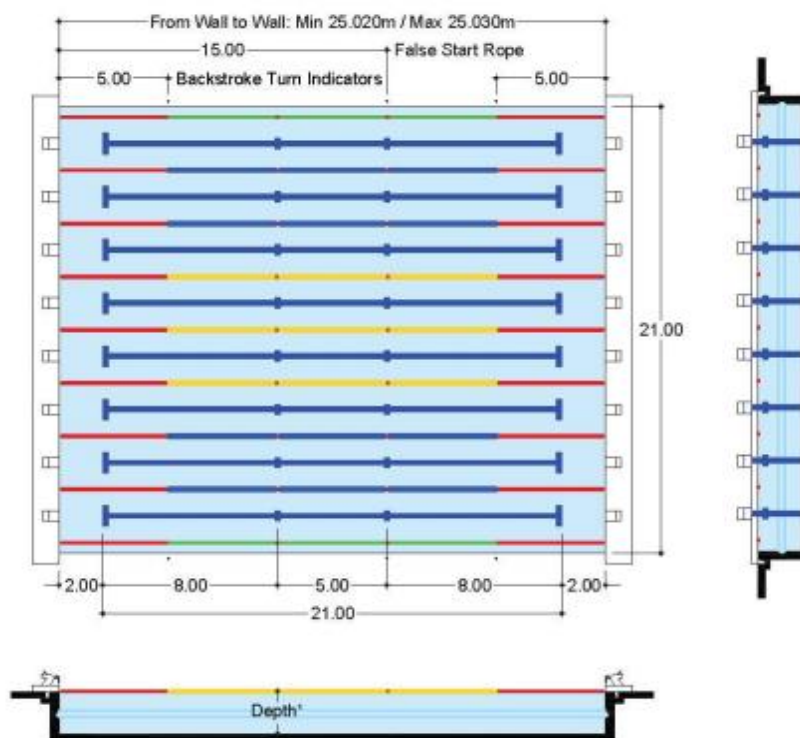 From Wall to Wall: Min 25.020m / Max 25.030m
15.00 False Start Rope
5.00 Backstroke Turn Indicators 5.00
21.00
2.00 8.00 5.00 8.00 2.00
21.00
Depth¹